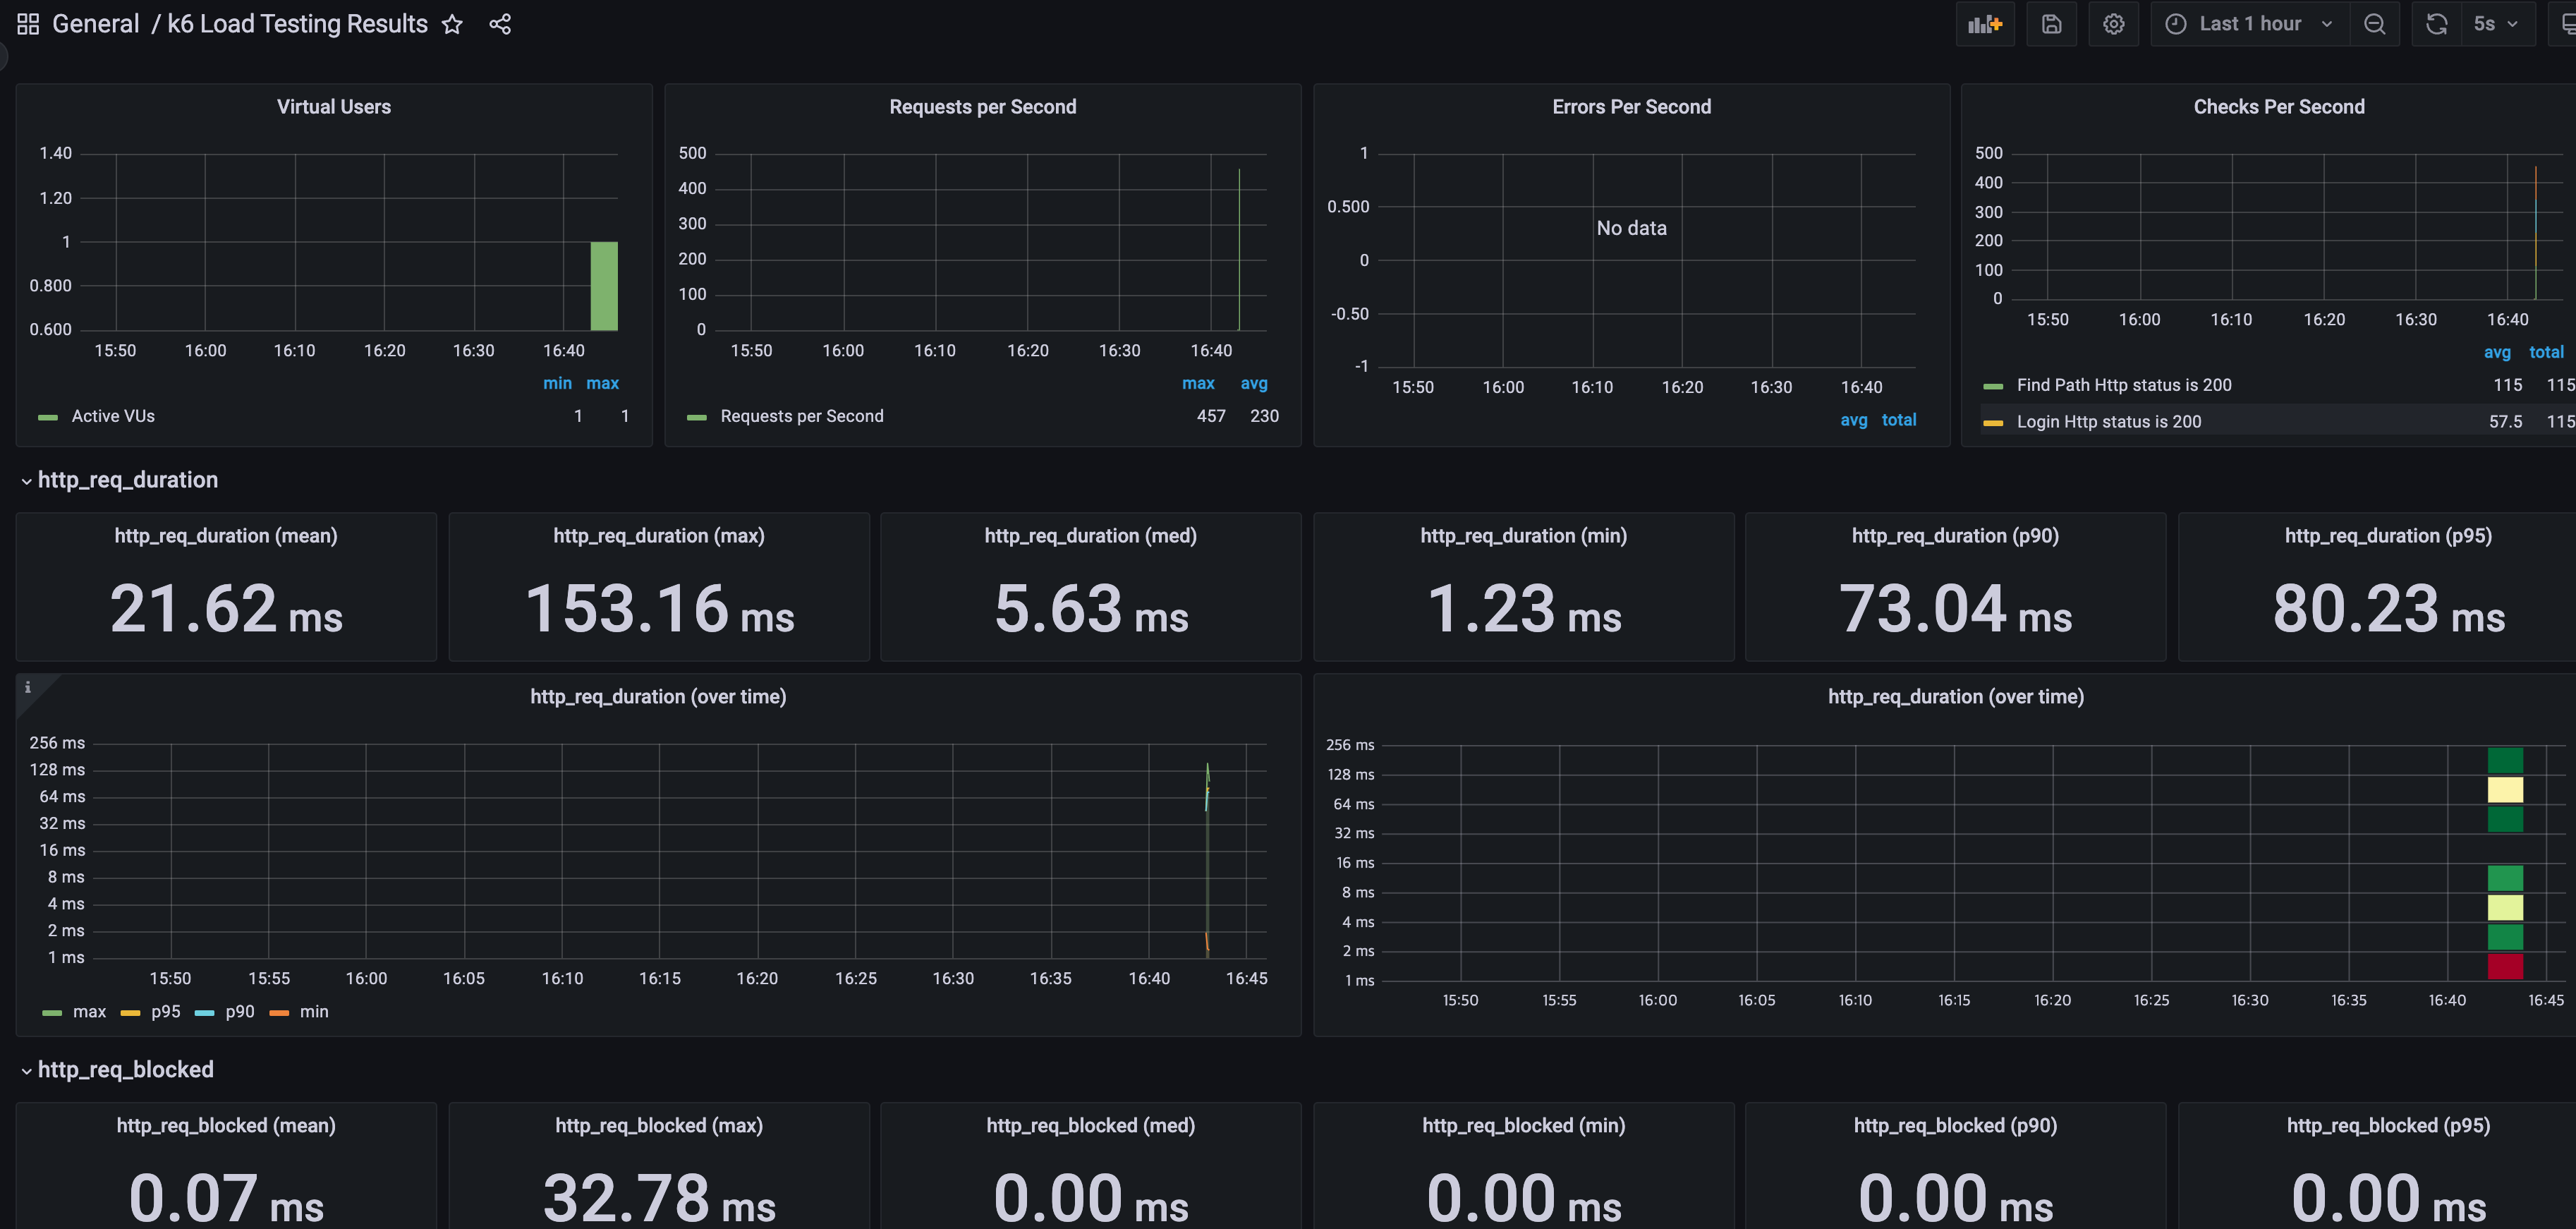 General / k6 Load Testing Results
Last 1 hour
5s
Virtual Users
1.40
1.20
1
0.800
0.600
15:50 16:00 16:10 16:20 16:30 16:40
min max
Active VUs 1 1
Requests per Second
500
400
300
200
100
0
15:50 16:00 16:10 16:20 16:30 16:40
max avg
Requests per Second 457 230
Errors Per Second
1
0.500
0
-0.50
-1
No data
15:50 16:00 16:10 16:20 16:30 16:40
avg total
Checks Per Second
500
400
300
200
100
0
15:50 16:00 16:10 16:20 16:30 16:40
avg total
Find Path Http status is 200 115 115
Login Http status is 200 57.5 115
http_req_duration
http_req_duration (mean)
21.62 ms
http_req_duration (max)
153.16 ms
http_req_duration (med)
5.63 ms
http_req_duration (min)
1.23 ms
http_req_duration (p90)
73.04 ms
http_req_duration (p95)
80.23 ms
i
http_req_duration (over time)
256 ms
128 ms
64 ms
32 ms
16 ms
8 ms
4 ms
2 ms
1 ms
15:50 15:55 16:00 16:05 16:10 16:15 16:20 16:25 16:30 16:35 16:40 16:45
max p95 p90 min
http_req_duration (over time)
256 ms
128 ms
64 ms
32 ms
16 ms
8 ms
4 ms
2 ms
1 ms
15:50 15:55 16:00 16:05 16:10 16:15 16:20 16:25 16:30 16:35 16:40 16:45
http_req_blocked
http_req_blocked (mean)
0.07 ms
http_req_blocked (max)
32.78 ms
http_req_blocked (med)
0.00 ms
http_req_blocked (min)
0.00 ms
http_req_blocked (p90)
0.00 ms
http_req_blocked (p95)
0.00 ms